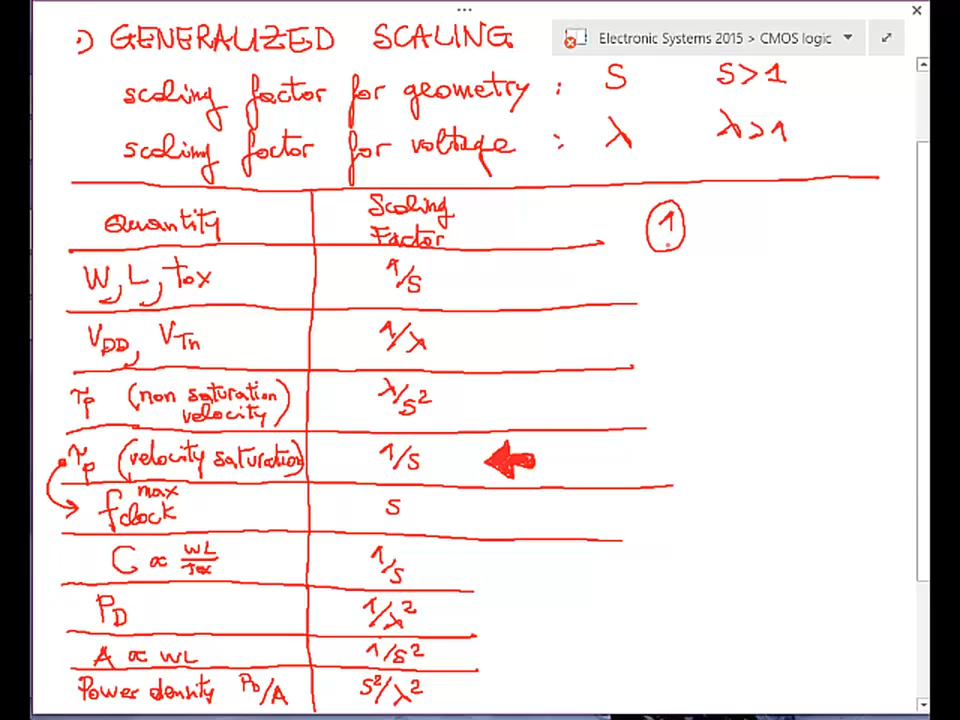 •) GENERALIZED SCALING
Electronic Systems 2015 > CMOS logic
scaling factor for geometry : S S>1
scaling factor for voltage : λ λ>1
Quantity Scaling Factor
1
W, L, tox 1/S
VDD, VTn 1/λ
τp (non saturation velocity) λ/S²
τp (velocity saturation) 1/S
fclock max S
C ∝ WL/tox 1/S
PD 1/λ²
A ∝ WL 1/S²
Power density PD/A S²/λ²